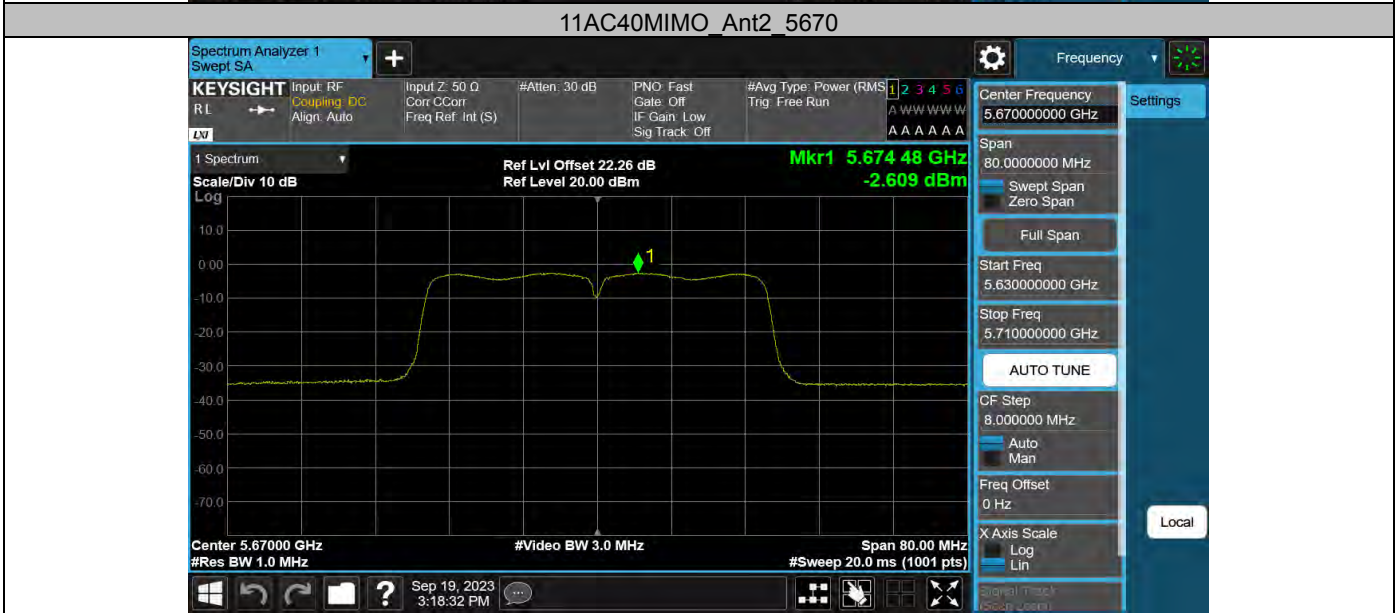 11AC40MIMO_Ant2_5670
Spectrum Analyzer 1
Swept SA
Frequency
KEYSIGHT
RL
LXI
Input: RF
Coupling: DC
Align: Auto
Input Z: 50 Ω
Corr CCorr
Freq Ref: Int (S)
#Atten: 30 dB
PNO: Fast
Gate: Off
IF Gain: Low
Sig Track: Off
#Avg Type: Power (RMS
Trig: Free Run
1 2 3 4 5 6
A W W W W W
A A A A A A
1 Spectrum
Scale/Div 10 dB
Log
Ref Lvl Offset 22.26 dB
Ref Level 20.00 dBm
Mkr1 5.674 48 GHz
-2.609 dBm
1
10.0
0.00
-10.0
-20.0
-30.0
-40.0
-50.0
-60.0
-70.0
Center 5.67000 GHz
#Res BW 1.0 MHz
#Video BW 3.0 MHz
Span 80.00 MHz
#Sweep 20.0 ms (1001 pts)
Center Frequency
5.670000000 GHz
Span
80.0000000 MHz
Swept Span
Zero Span
Full Span
Start Freq
5.630000000 GHz
Stop Freq
5.710000000 GHz
AUTO TUNE
CF Step
8.000000 MHz
Auto
Man
Freq Offset
0 Hz
X Axis Scale
Log
Lin
Signal Track
Settings
Local
?
Sep 19, 2023
3:18:32 PM